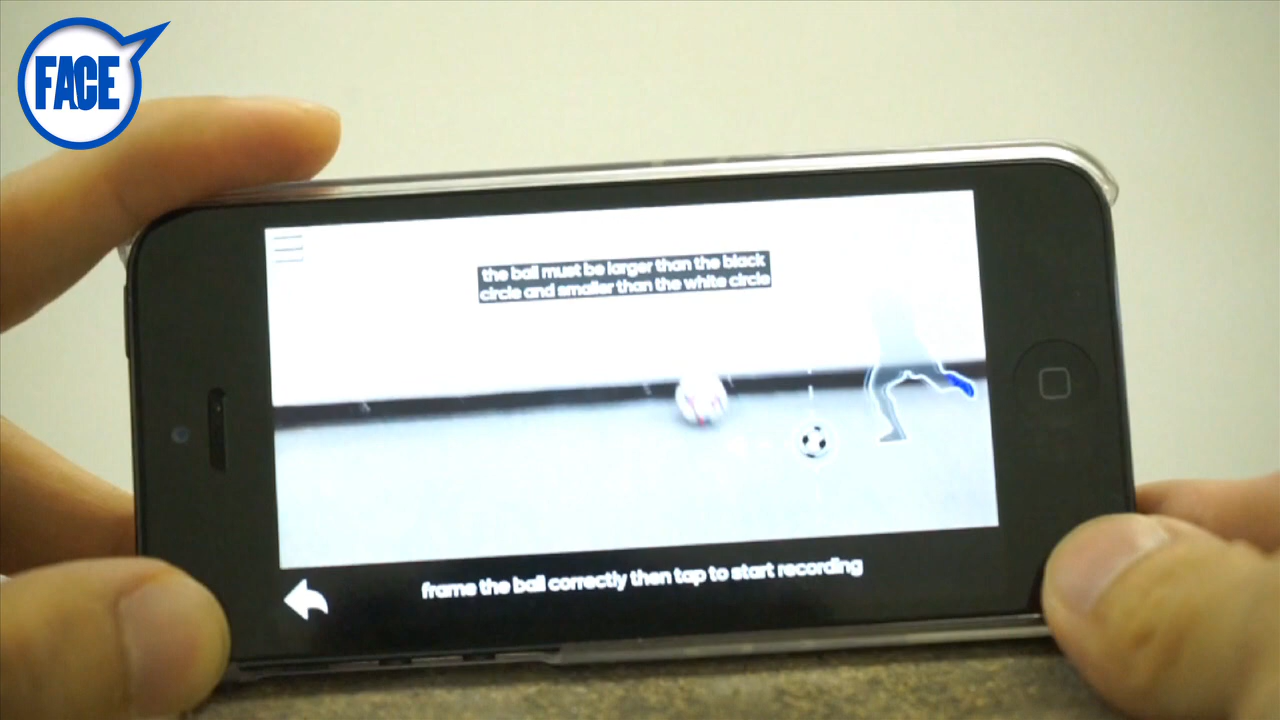 FACE
the ball must be larger than the black
circle and smaller than the white circle
frame the ball correctly then tap to start recording